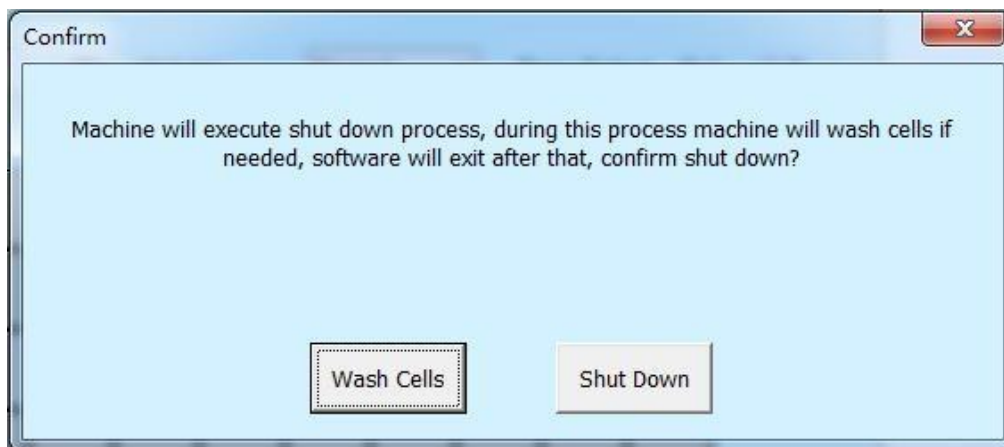 Confirm
Machine will execute shut down process, during this process machine will wash cells if
needed, software will exit after that, confirm shut down?
Wash Cells
Shut Down